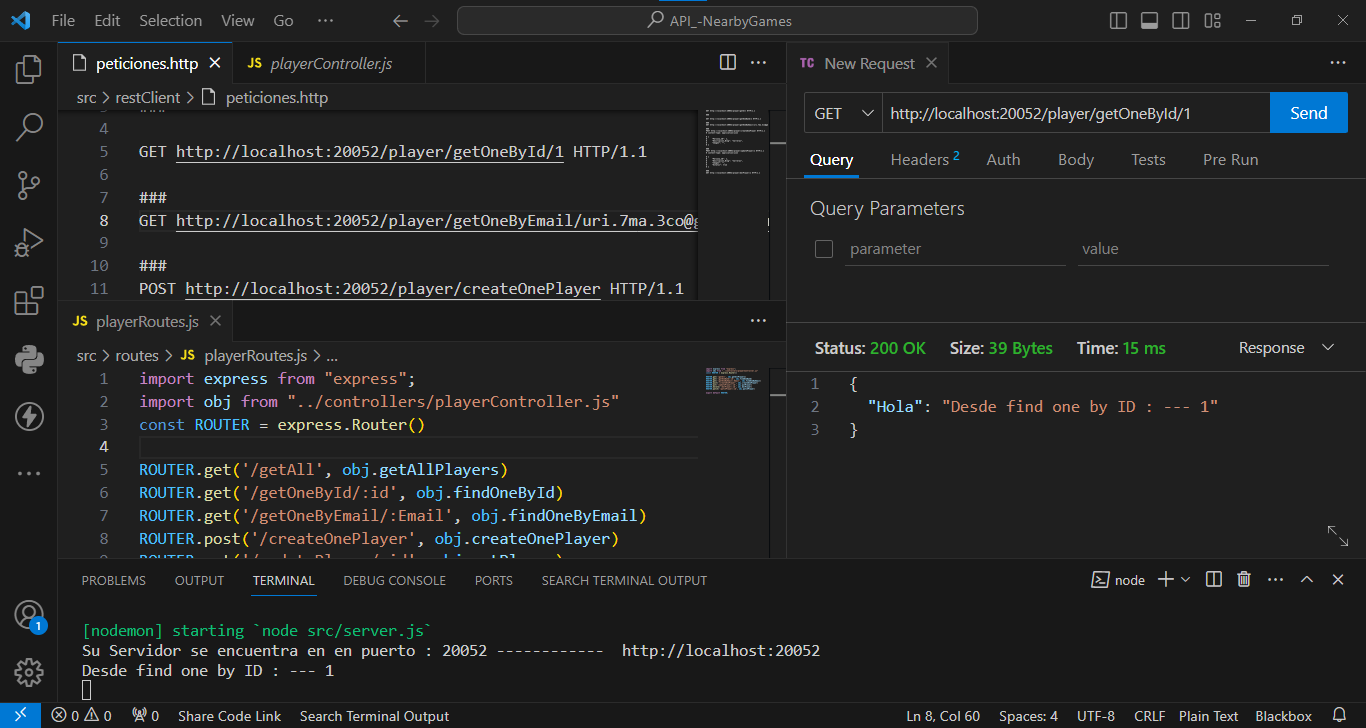 File Edit Selection View Go ··· API_-NearbyGames
peticiones.http
JS playerController.js
src > restClient > peticiones.http
4
5 GET http://localhost:20052/player/getOneById/1 HTTP/1.1
6
7 ###
8 GET http://localhost:20052/player/getOneByEmail/uri.7ma.3co@
9
10 ###
11 POST http://localhost:20052/player/createOnePlayer HTTP/1.1
JS playerRoutes.js
src > routes > JS playerRoutes.js > ...
1 import express from "express";
2 import obj from "../controllers/playerController.js"
3 const ROUTER = express.Router()
4
5 ROUTER.get('/getAll', obj.getAllPlayers)
6 ROUTER.get('/getOneById/:id', obj.findOneById)
7 ROUTER.get('/getOneByEmail/:Email', obj.findOneByEmail)
8 ROUTER.post('/createOnePlayer', obj.createOnePlayer)
TC New Request
GET http://localhost:20052/player/getOneById/1 Send
Query Headers 2 Auth Body Tests Pre Run
Query Parameters
parameter value
Status: 200 OK Size: 39 Bytes Time: 15 ms Response
1 {
2 "Hola": "Desde find one by ID : --- 1"
3 }
PROBLEMS OUTPUT TERMINAL DEBUG CONSOLE PORTS SEARCH TERMINAL OUTPUT node
[nodemon] starting `node src/server.js`
Su Servidor se encuentra en en puerto : 20052 ------------ http://localhost:20052
Desde find one by ID : --- 1
1
0 0 0 Share Code Link Search Terminal Output Ln 8, Col 60 Spaces: 4 UTF-8 CRLF Plain Text Blackbox